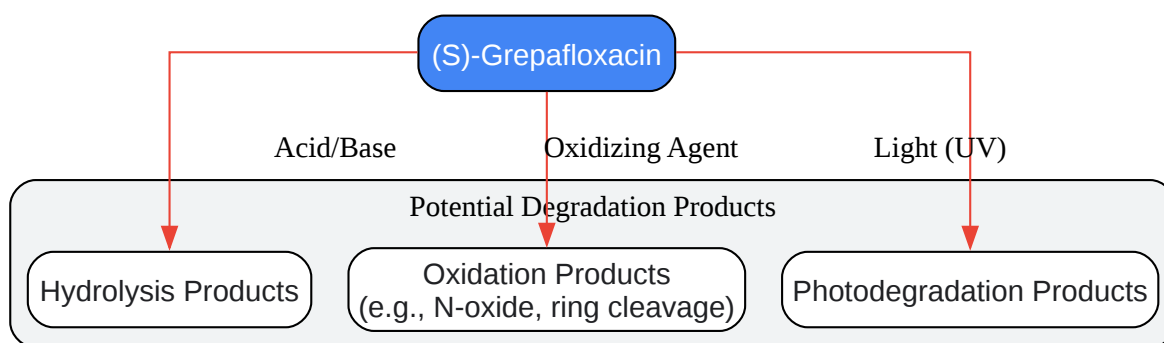 (S)-Grepafloxacin
Acid/Base
Oxidizing Agent
Light (UV)
Potential Degradation Products
Hydrolysis Products
Oxidation Products
(e.g., N-oxide, ring cleavage)
Photodegradation Products